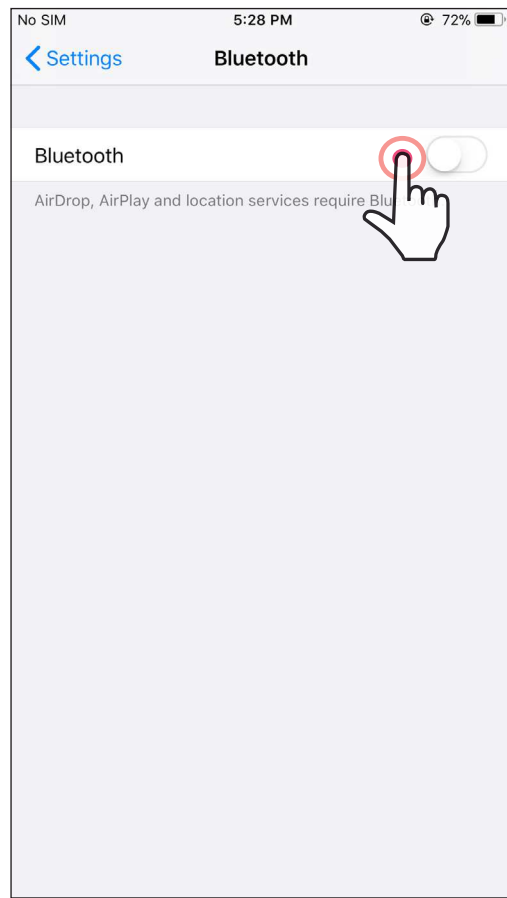 No SIM 5:28 PM 72%
Settings Bluetooth
Bluetooth
AirDrop, AirPlay and location services require